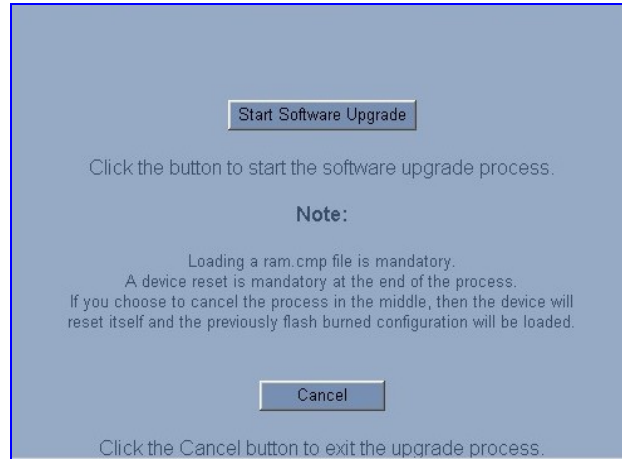 Start Software Upgrade
Click the button to start the software upgrade process.
Note:
Loading a ram.cmp file is mandatory.
A device reset is mandatory at the end of the process.
If you choose to cancel the process in the middle, then the device will
reset itself and the previously flash burned configuration will be loaded.
Cancel
Click the Cancel button to exit the upgrade process.